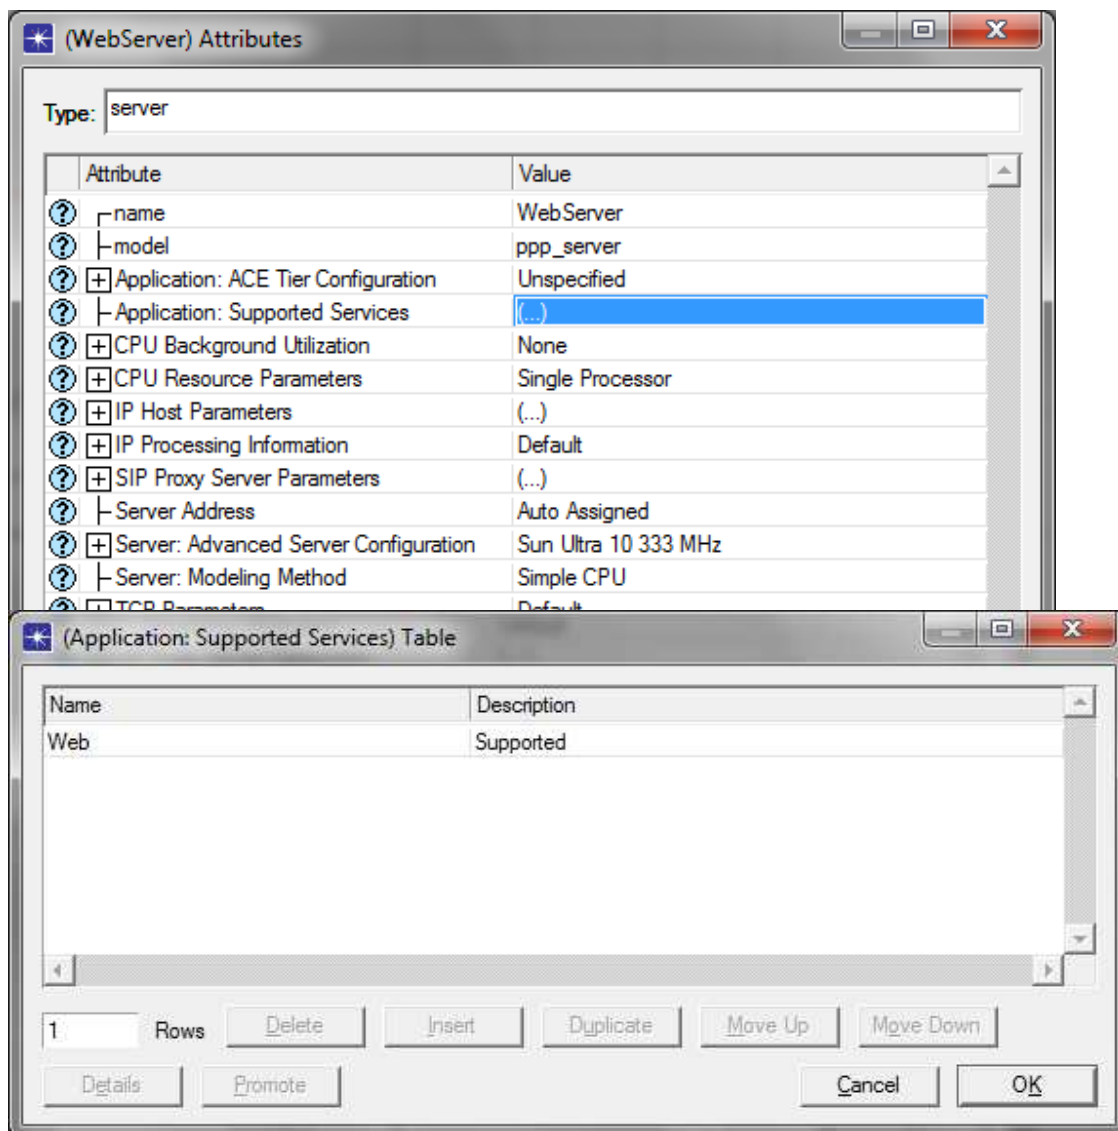 (WebServer) Attributes
Type: server
Attribute Value
name WebServer
model ppp_server
Application: ACE Tier Configuration Unspecified
Application: Supported Services (...)
CPU Background Utilization None
CPU Resource Parameters Single Processor
IP Host Parameters (...)
IP Processing Information Default
SIP Proxy Server Parameters (...)
Server Address Auto Assigned
Server: Advanced Server Configuration Sun Ultra 10 333 MHz
Server: Modeling Method Simple CPU
TCP Parameters Default
(Application: Supported Services) Table
Name Description
Web Supported
1 Rows Delete Insert Duplicate Move Up Move Down
Details Promote Cancel OK